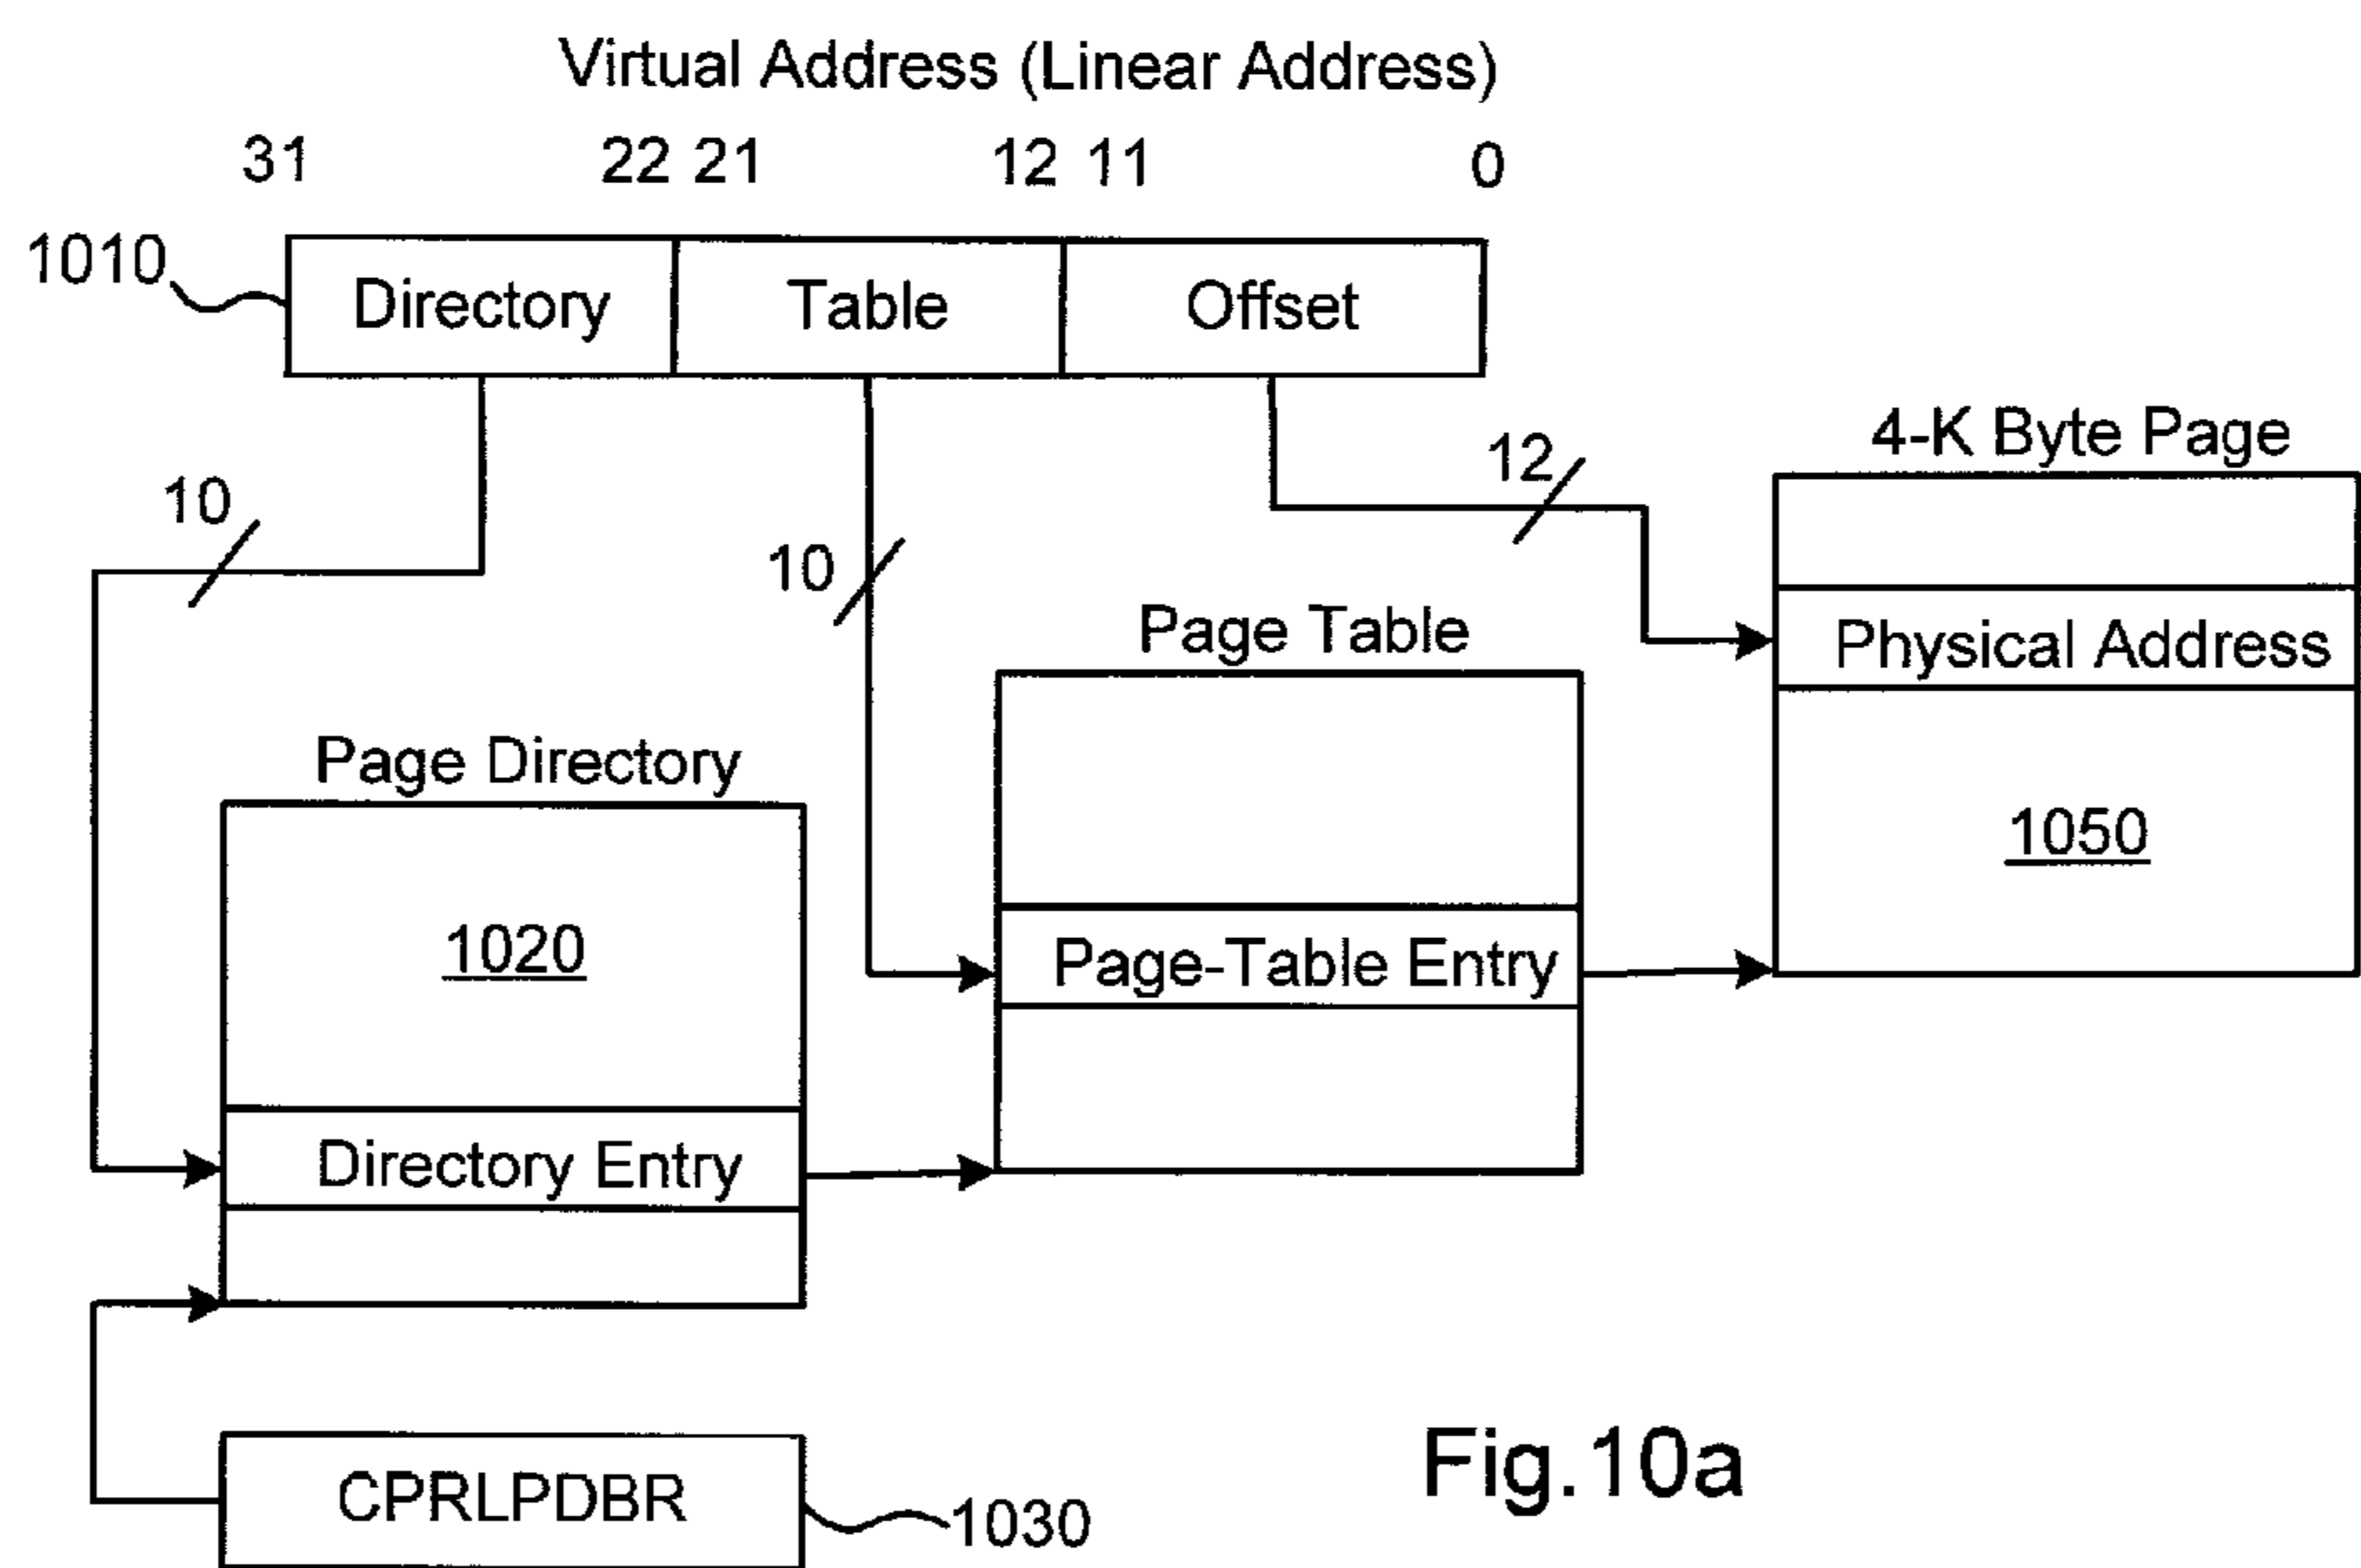 Virtual Address (Linear Address)
31 22 21 12 11 0
1010
Directory Table Offset
4-K Byte Page
12
10
10
Page Table
Physical Address
Page Directory
1050
1020
Page-Table Entry
Directory Entry
CPRLPDBR
1030
Fig.10a